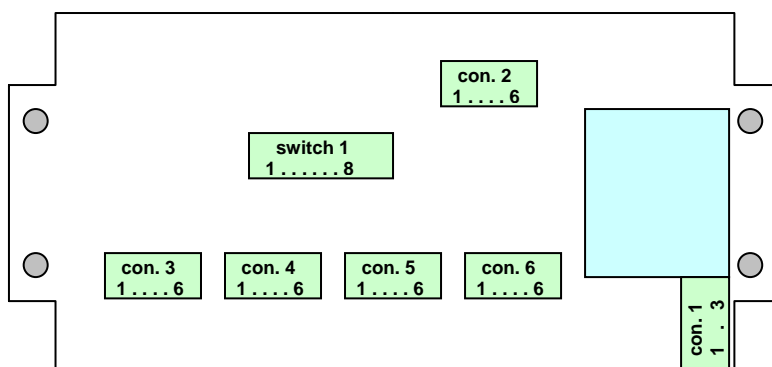 con. 2
1 . . . . 6
switch 1
1 . . . . . . 8
con. 3
1 . . . . 6
con. 4
1 . . . . 6
con. 5
1 . . . . 6
con. 6
1 . . . . 6
con. 1
1 . 3